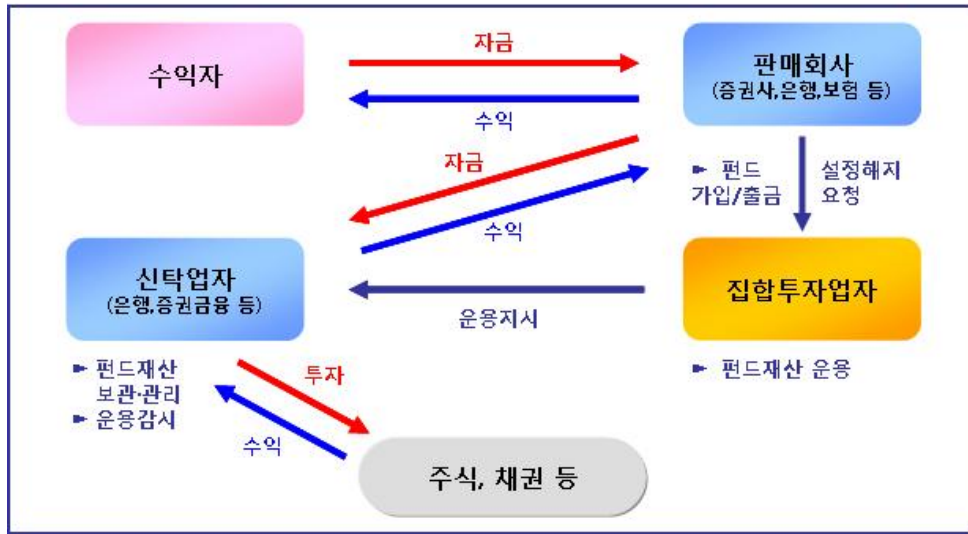 수익자
자금
수익
판매회사
(증권사,은행,보험 등)
자금
수익
► 펀드
가입/출금
설정해지
요청
신탁업자
(은행,증권금융 등)
운용지시
집합투자업자
► 펀드재산
보관·관리
► 운용감시
투자
수익
► 펀드재산 운용
주식, 채권 등